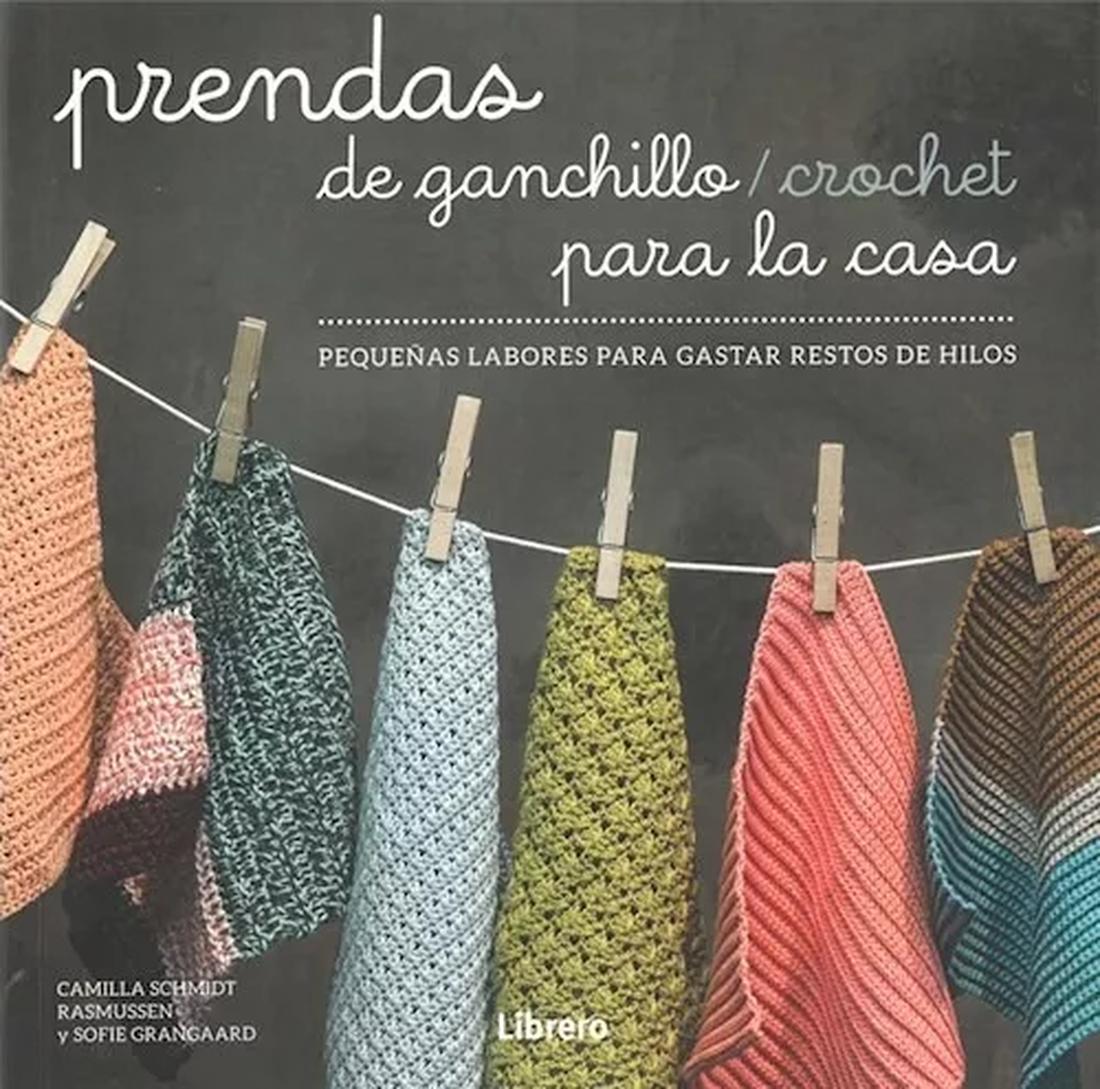 prendas
de ganchillo / crochet
para la casa
PEQUEÑAS LABORES PARA GASTAR RESTOS DE HILOS
CAMILLA SCHMIDT
RASMUSSEN
y SOFIE GRANGAARD
Librero